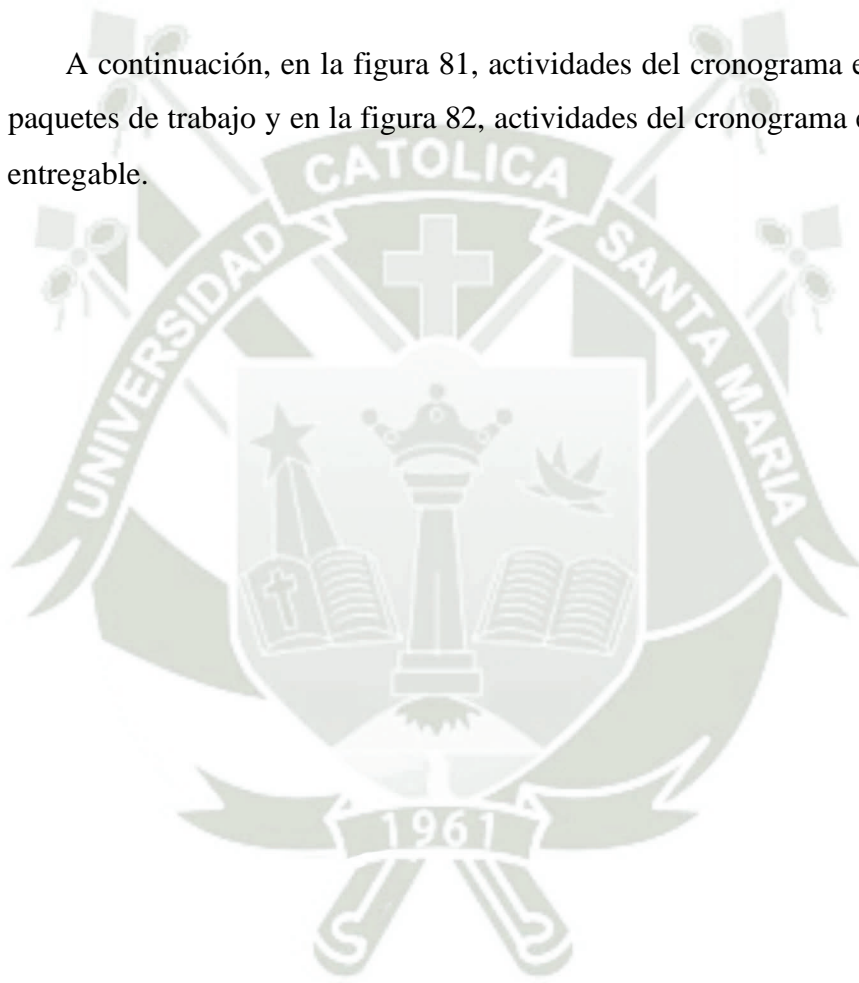 A continuación, en la figura 81, actividades del cronograma
paquetes de trabajo y en la figura 82, actividades del cronograma
entregable.
CATOLICA
UNIVERSIDAD
SANTA MARIA
1961